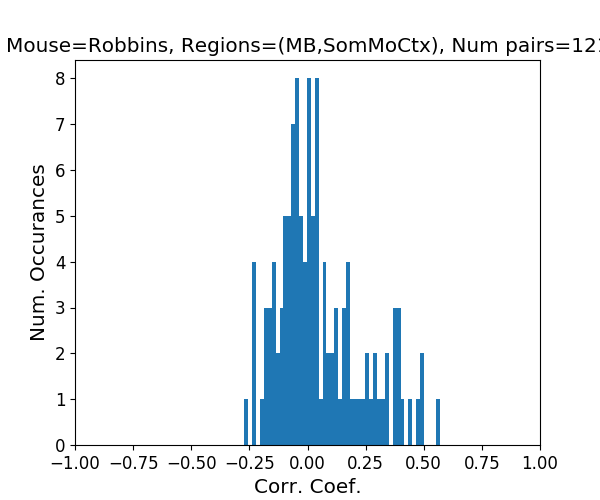 Mouse=Robbins, Regions=(MB,SomMoCtx), Num pairs=121
8
7
6
5
4
3
2
1
0
Num. Occurances
−1.00 −0.75 −0.50 −0.25 0.00 0.25 0.50 0.75 1.00
Corr. Coef.